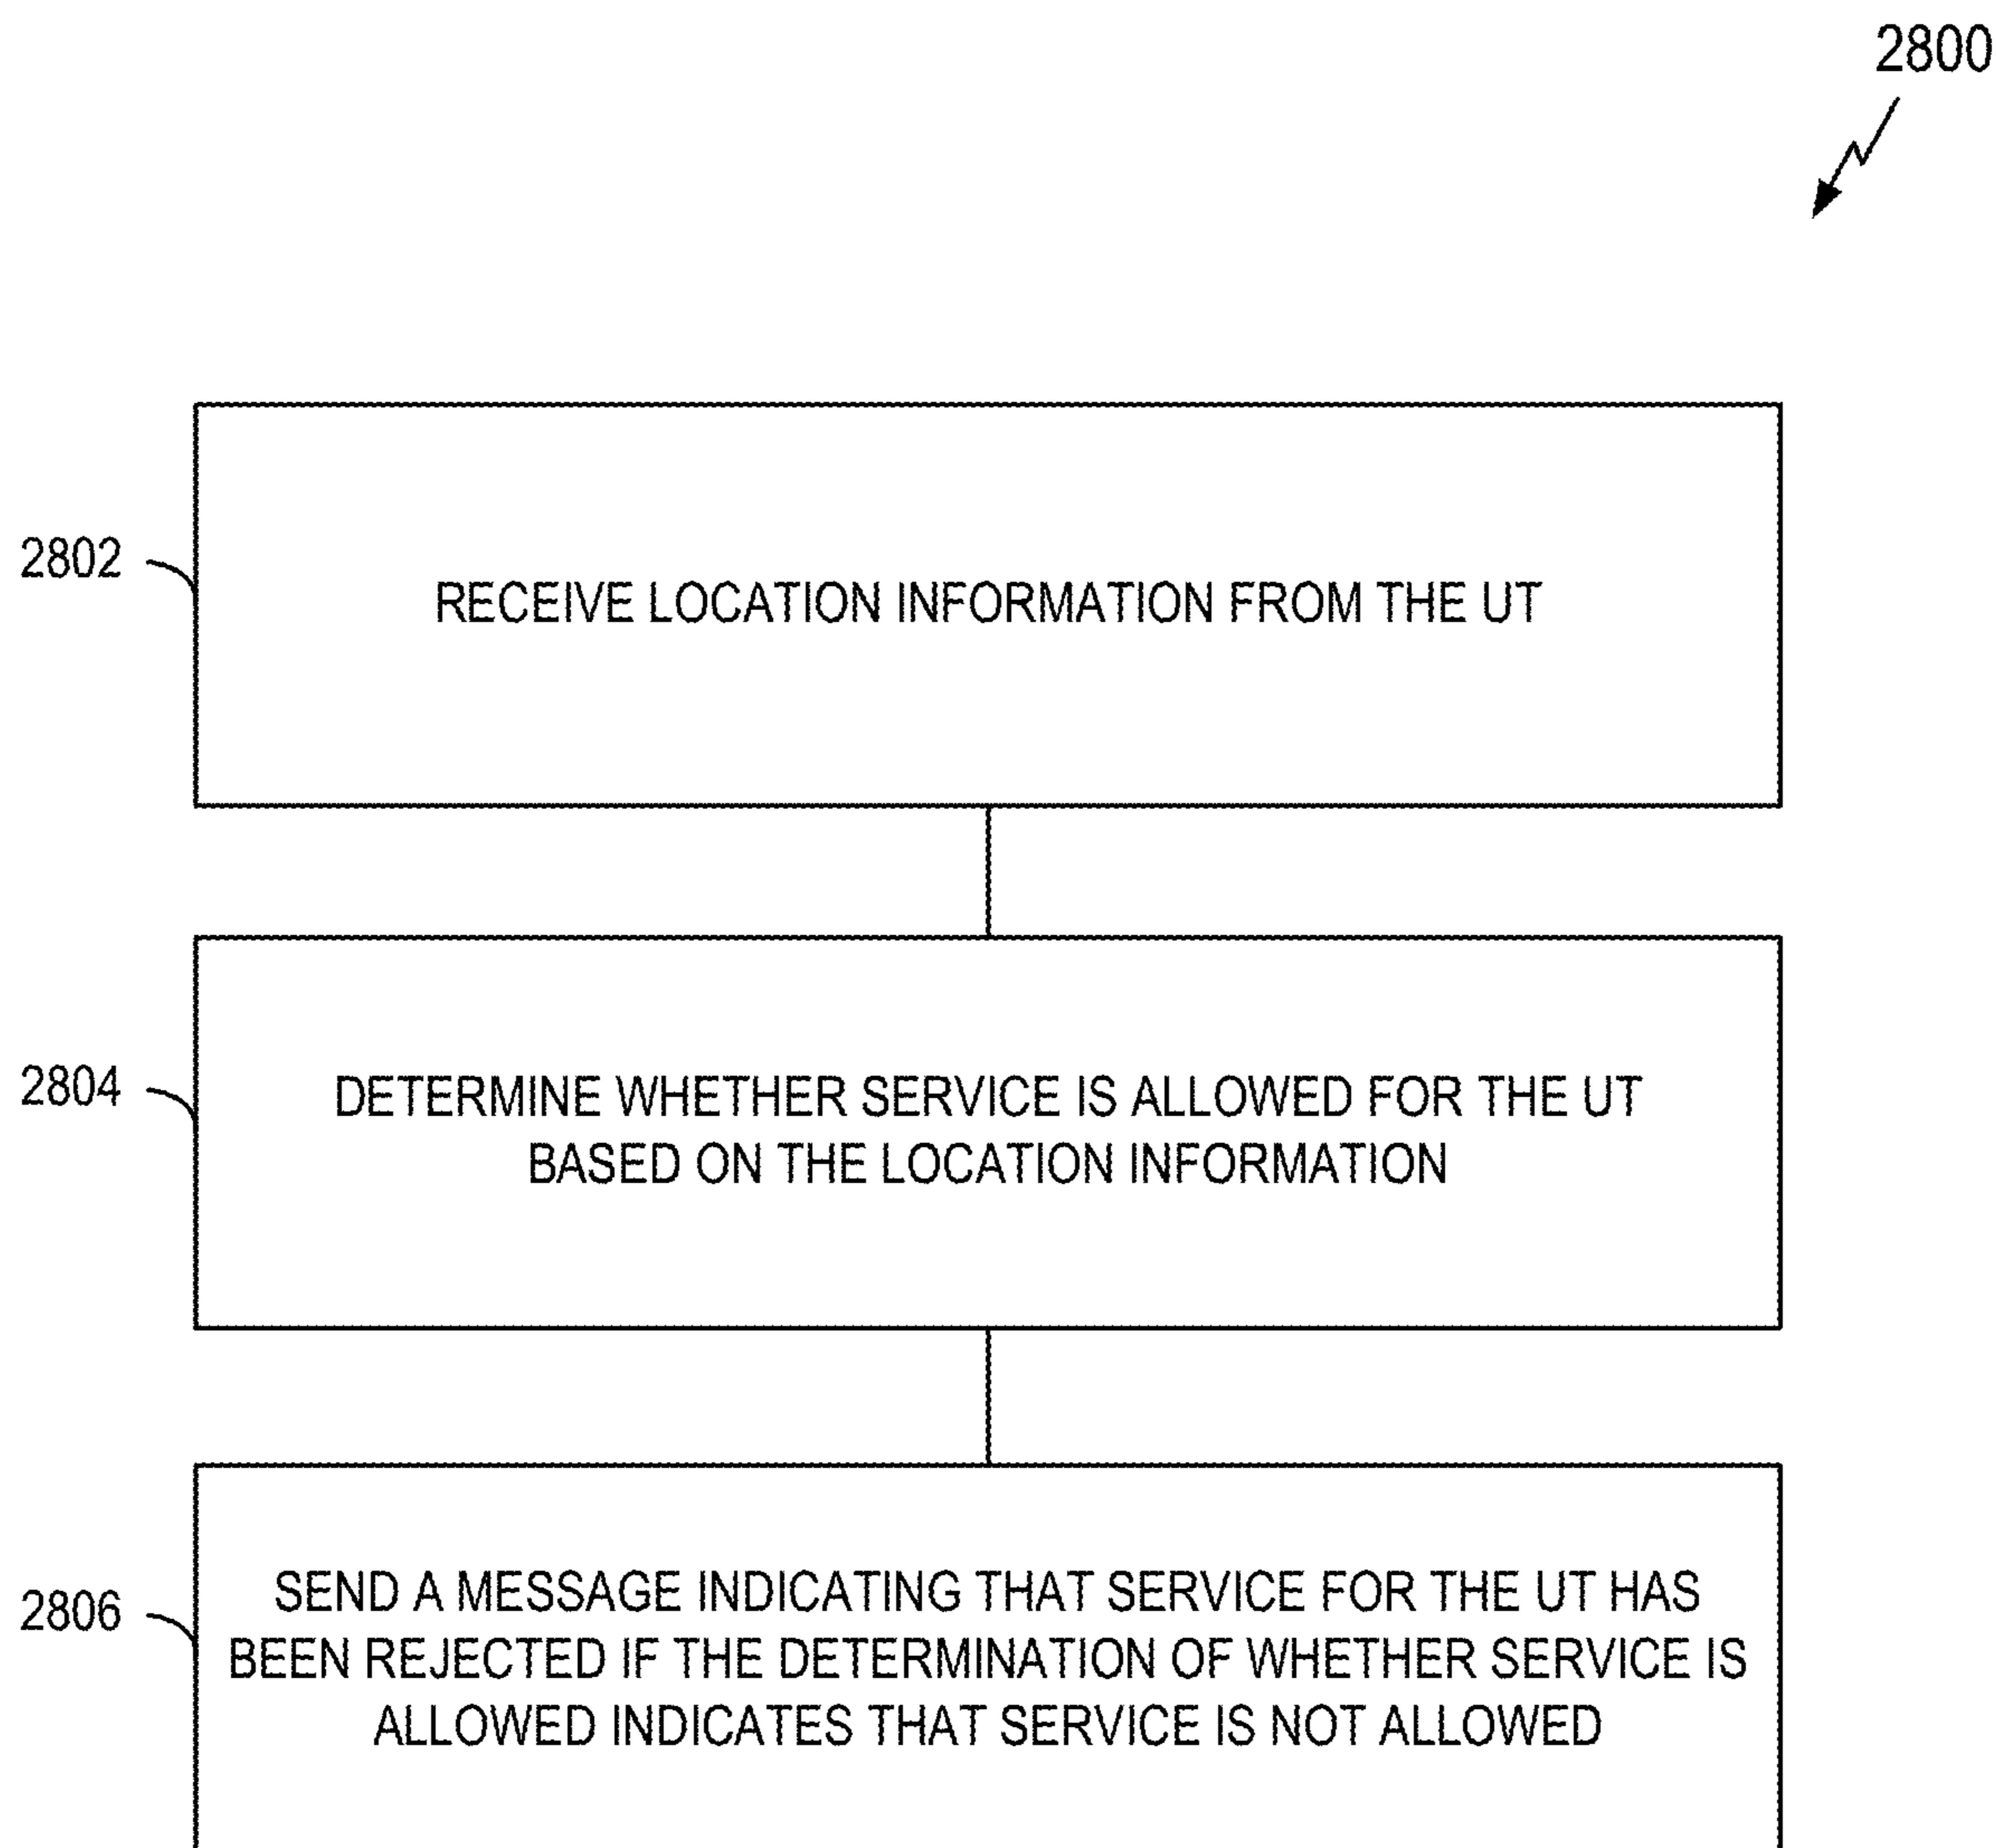 2800
2802
RECEIVE LOCATION INFORMATION FROM THE UT
2804
DETERMINE WHETHER SERVICE IS ALLOWED FOR THE UT
BASED ON THE LOCATION INFORMATION
2806
SEND A MESSAGE INDICATING THAT SERVICE FOR THE UT HAS
BEEN REJECTED IF THE DETERMINATION OF WHETHER SERVICE IS
ALLOWED INDICATES THAT SERVICE IS NOT ALLOWED